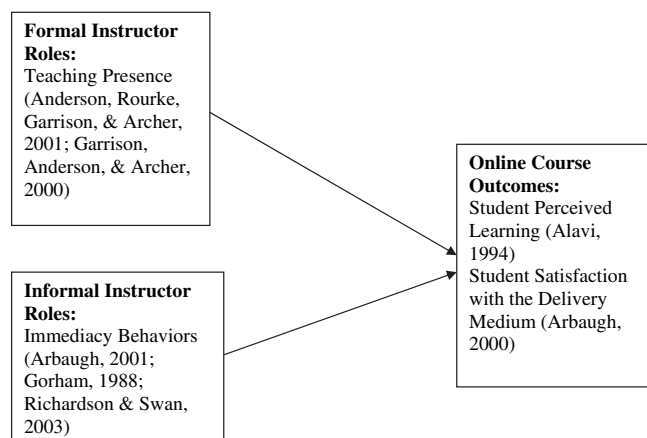 Formal Instructor
Roles:
Teaching Presence
(Anderson, Rourke,
Garrison, & Archer,
2001; Garrison,
Anderson, & Archer,
2000)
Online Course
Outcomes:
Student Perceived
Learning (Alavi,
1994)
Student Satisfaction
with the Delivery
Medium (Arbaugh,
2000)
Informal Instructor
Roles:
Immediacy Behaviors
(Arbaugh, 2001;
Gorham, 1988;
Richardson & Swan,
2003)